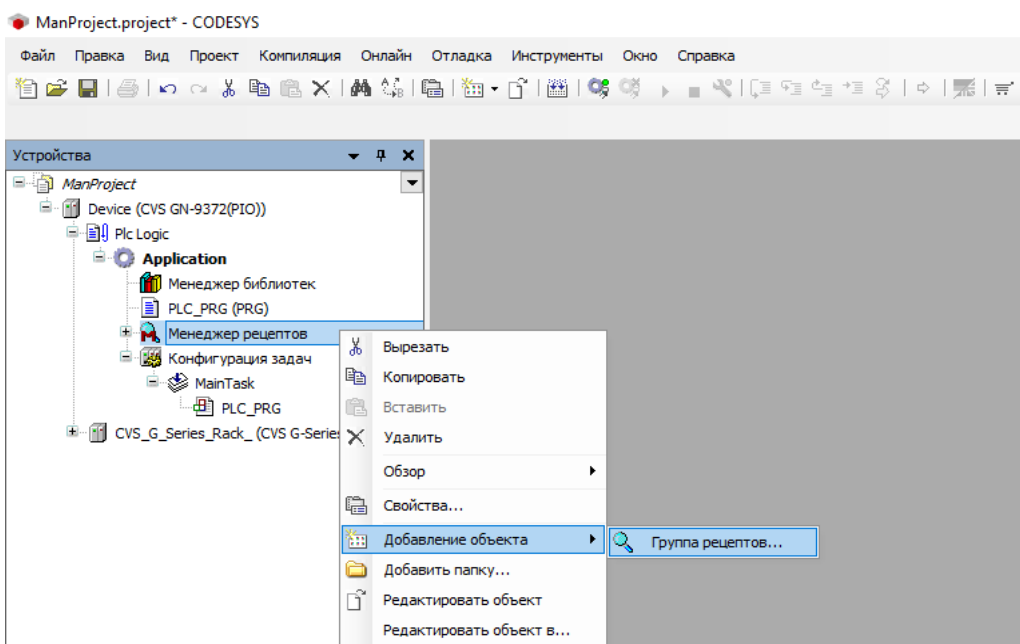 ManProject.project* - CODESYS
Файл Правка Вид Проект Компиляция Онлайн Отладка Инструменты Окно Справка
Устройства
ManProject
Device (CVS GN-9372(PIO))
Plc Logic
Application
Менеджер библиотек
PLC_PRG (PRG)
Менеджер рецептов
Конфигурация задач
MainTask
PLC_PRG
CVS_G_Series_Rack_ (CVS G-Serie
Вырезать
Копировать
Вставить
Удалить
Обзор
Свойства...
Добавление объекта
Группа рецептов...
Добавить папку...
Редактировать объект
Редактировать объект в...